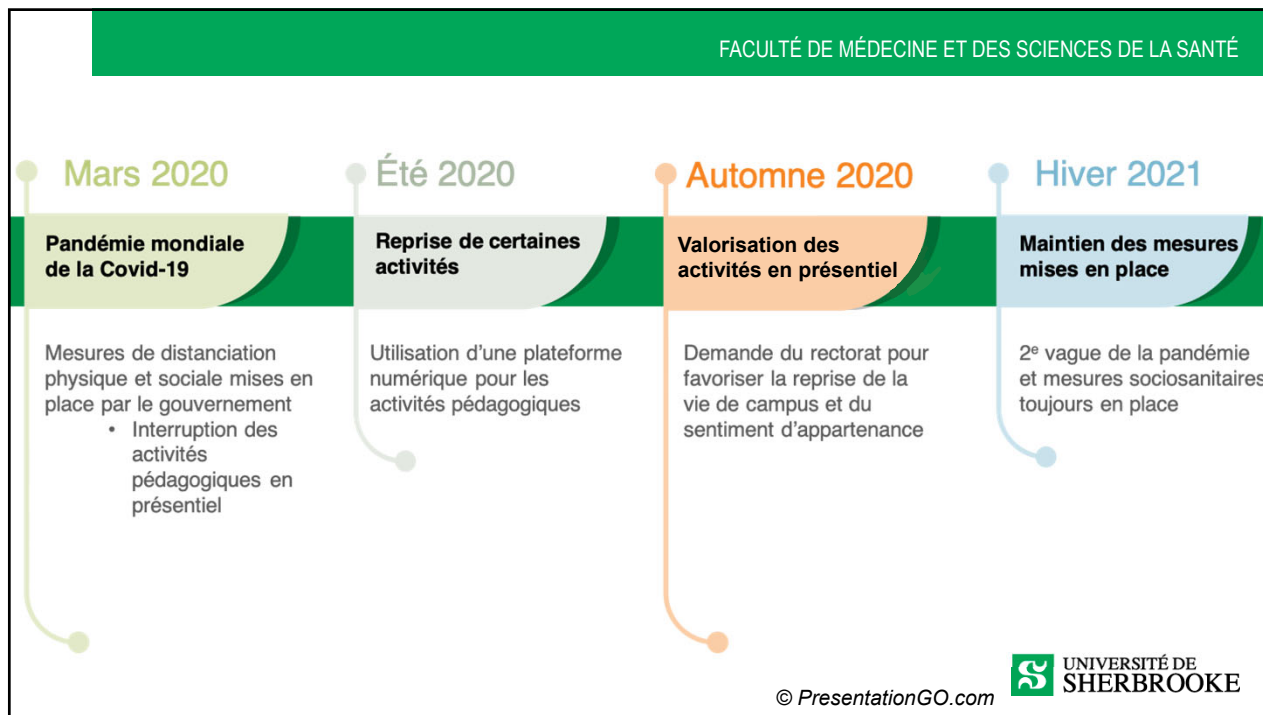 FACULTÉ DE MÉDECINE ET DES SCIENCES DE LA SANTÉ
Mars 2020
Pandémie mondiale
de la Covid-19
Mesures de distanciation
physique et sociale mises en
place par le gouvernement
• Interruption des
activités
pédagogiques en
présentiel
Été 2020
Reprise de certaines
activités
Utilisation d’une plateforme
numérique pour les
activités pédagogiques
Automne 2020
Valorisation des
activités en présentiel
Demande du rectorat pour
favoriser la reprise de la
vie de campus et du
sentiment d’appartenance
Hiver 2021
Maintien des mesures
mises en place
2e vague de la pandémie
et mesures sociosanitaires
toujours en place
© PresentationGO.com
UNIVERSITÉ DE
SHERBROOKE